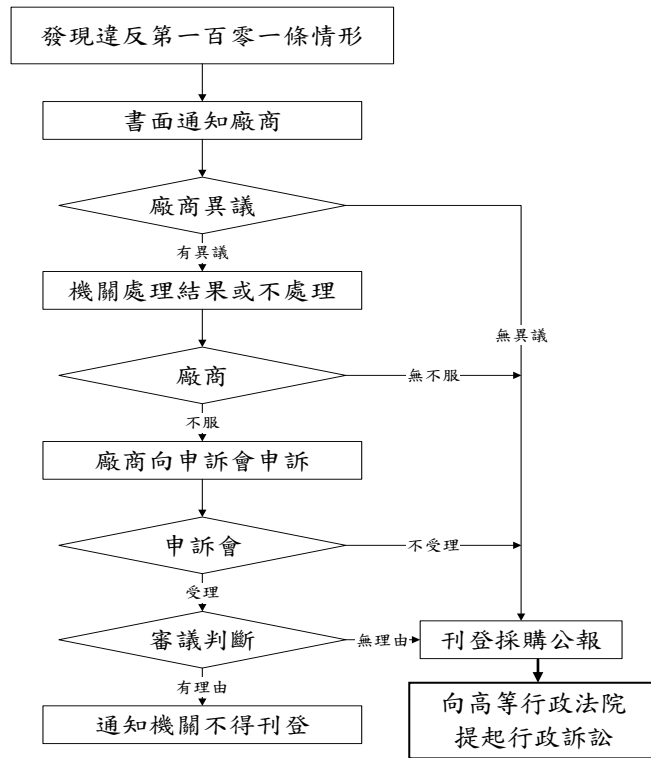 發現違反第一百零一條情形
書面通知廠商
廠商異議
有異議
機關處理結果或不處理
無異議
廠商
無不服
不服
廠商向申訴會申訴
申訴會
不受理
受理
審議判斷
無理由
刊登採購公報
有理由
通知機關不得刊登
向高等行政法院
提起行政訴訟